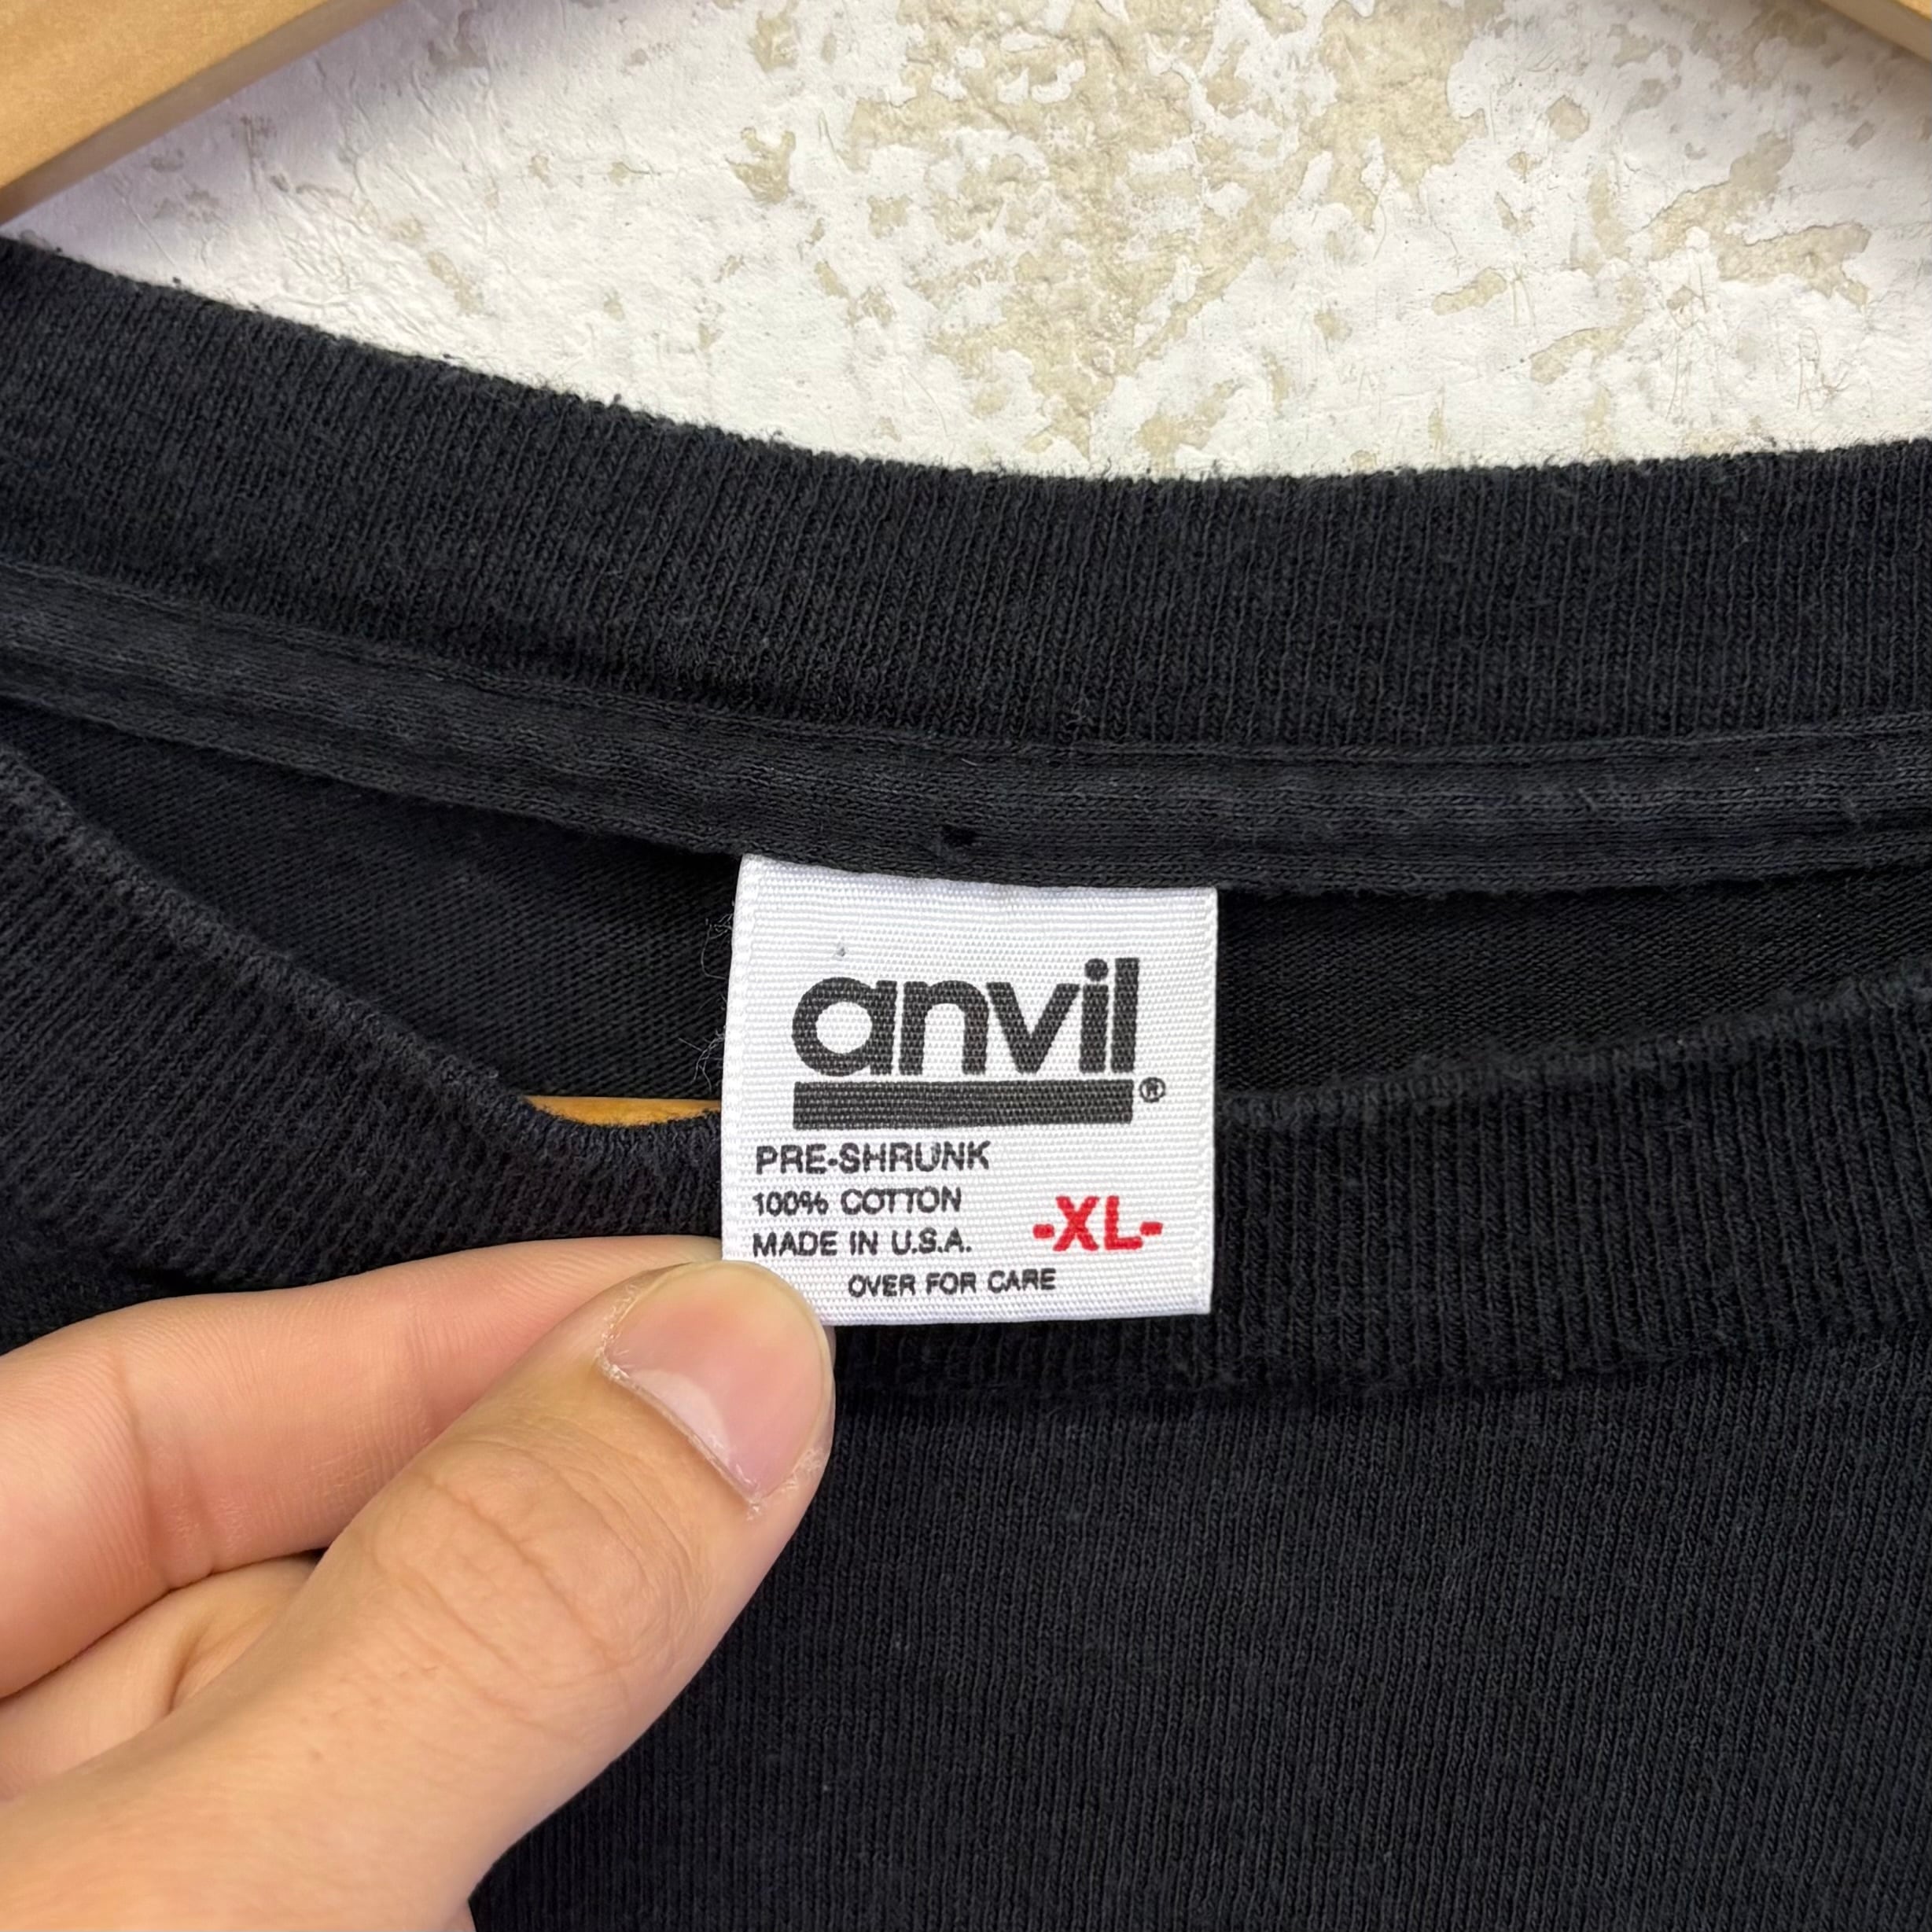 anvil®
PRE-SHRUNK
100% COTTON
MADE IN U.S.A.
-XL-
OVER FOR CARE